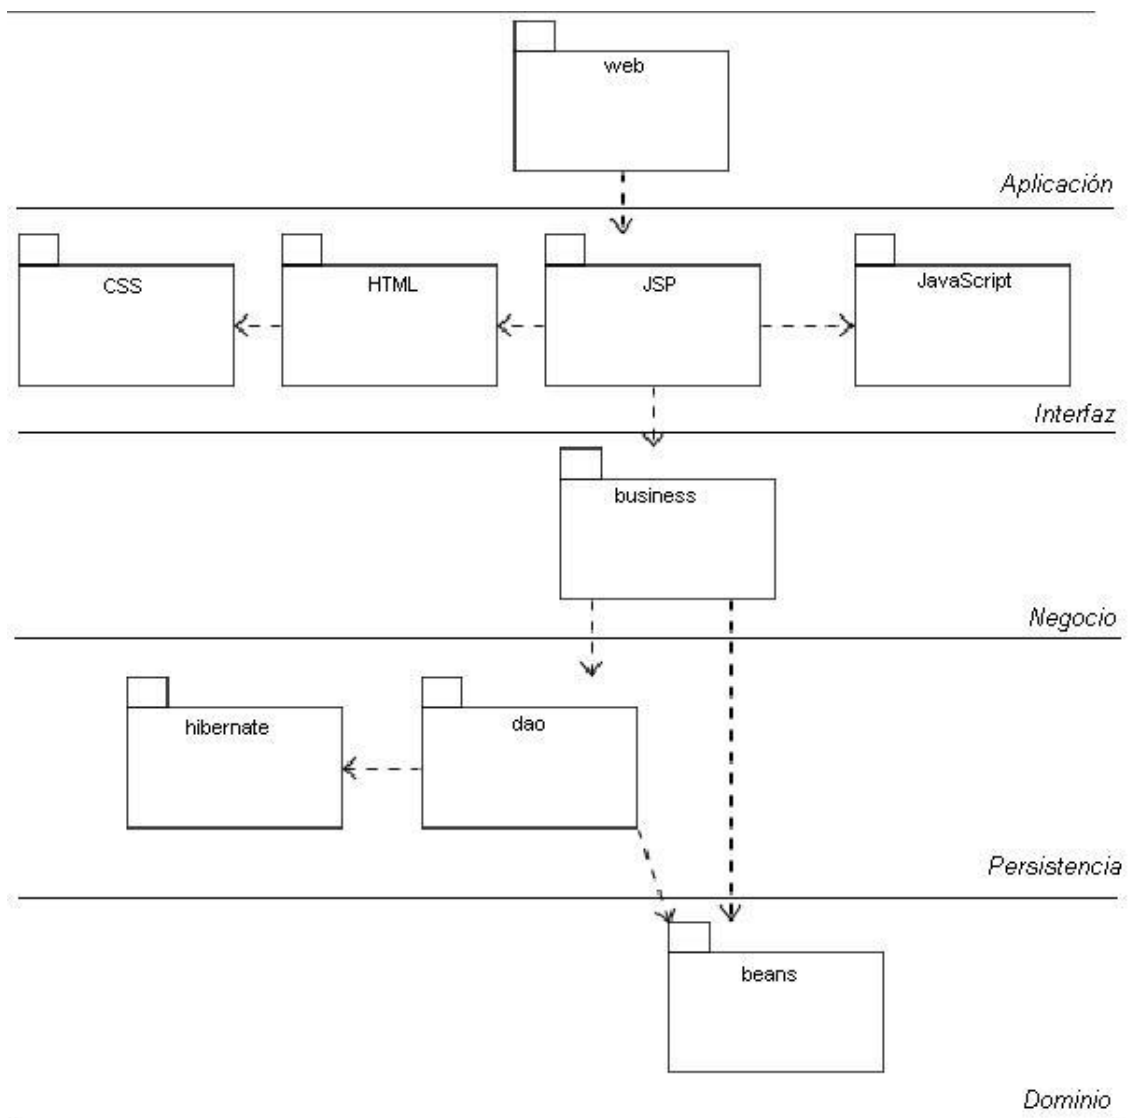 web
Aplicación
CSS
HTML
JSP
JavaScript
Interfaz
business
Negocio
hibernate
dao
Persistencia
beans
Dominio